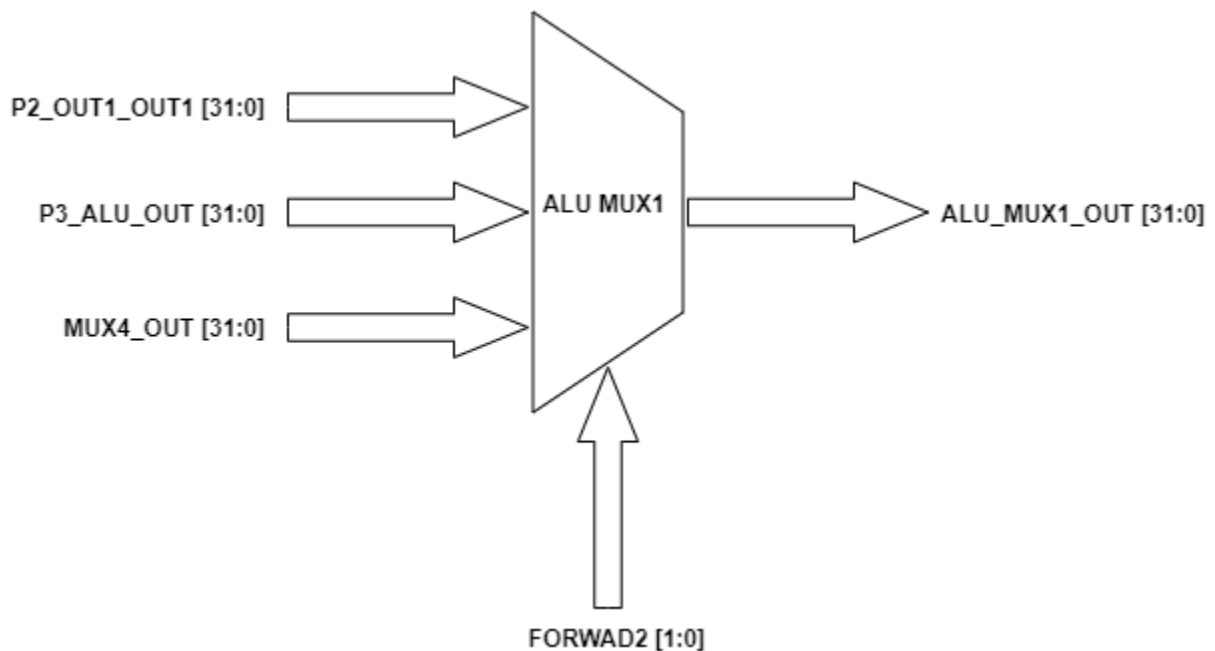 P2_OUT1_OUT1 [31:0]
P3_ALU_OUT [31:0]
ALU MUX1
ALU_MUX1_OUT [31:0]
MUX4_OUT [31:0]
FORWAD2 [1:0]